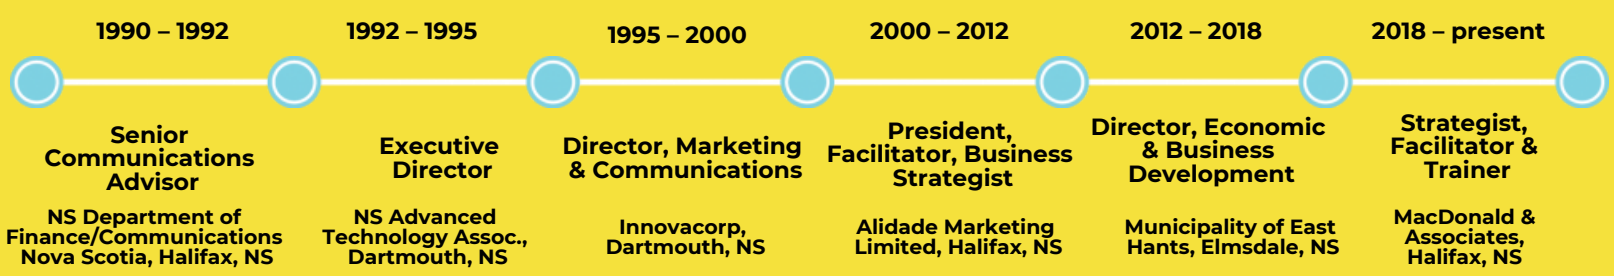 1990 – 1992
Senior
Communications
Advisor
NS Department of
Finance/Communications
Nova Scotia, Halifax, NS
1992 – 1995
Executive
Director
NS Advanced
Technology Assoc.,
Dartmouth, NS
1995 – 2000
Director, Marketing
& Communications
Innovacorp,
Dartmouth, NS
2000 – 2012
President,
Facilitator, Business
Strategist
Alidade Marketing
Limited, Halifax, NS
2012 – 2018
Director, Economic
& Business
Development
Municipality of East
Hants, Elmsdale, NS
2018 – present
Strategist,
Facilitator &
Trainer
MacDonald &
Associates,
Halifax, NS